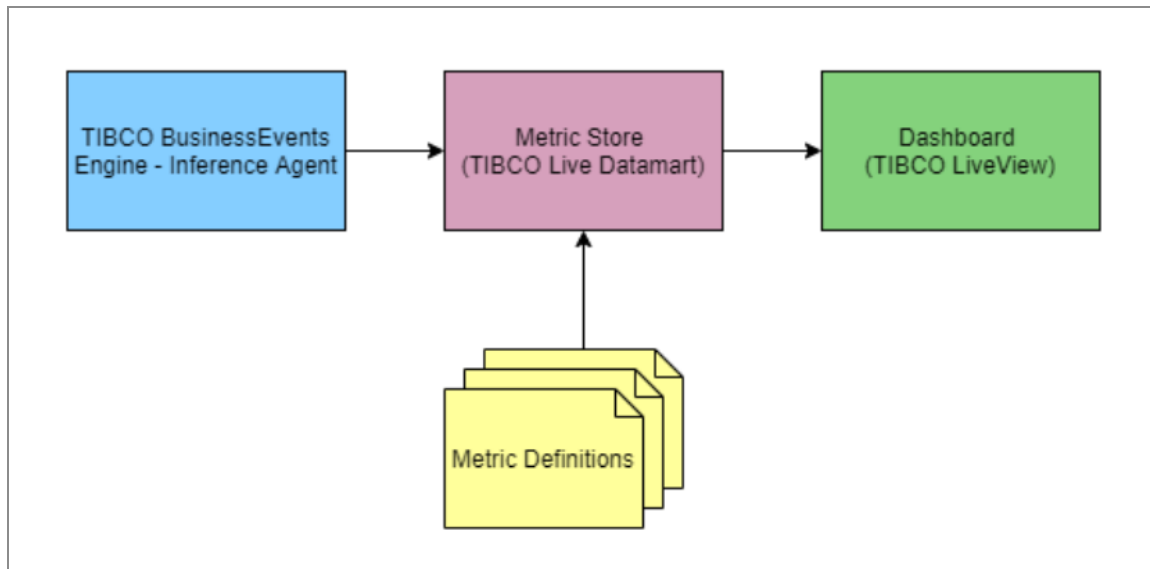 TIBCO BusinessEvents
Engine - Inference Agent
Metric Store
(TIBCO Live Datamart)
Dashboard
(TIBCO LiveView)
Metric Definitions